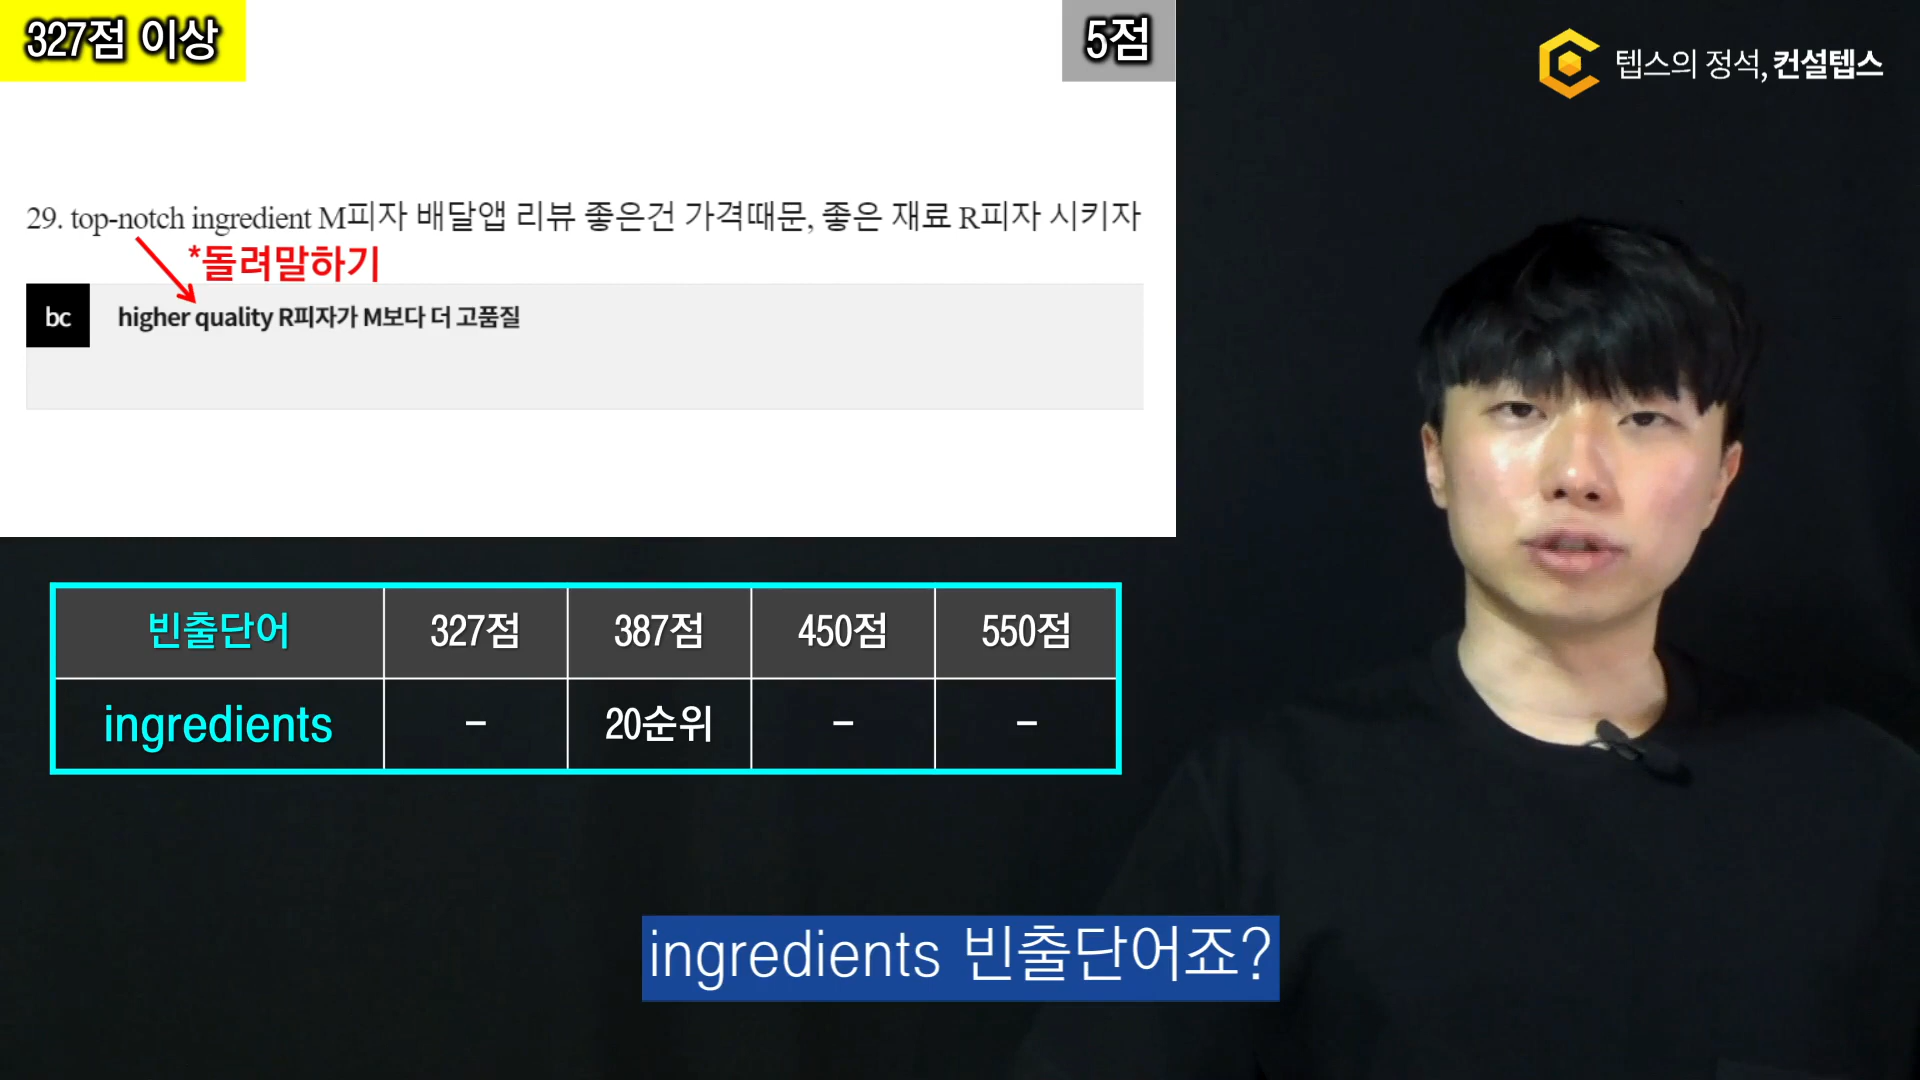 327점 이상
5점
텝스의 정석, 컨설텝스
29. top-notch ingredient M피자 배달앱 리뷰 좋은건 가격때문, 좋은 재료 R피자 시키자
*돌려말하기
bc higher quality R피자가 M보다 더 고품질
빈출단어 327점 387점 450점 550점
ingredients – 20순위 – –
ingredients 빈출단어죠?